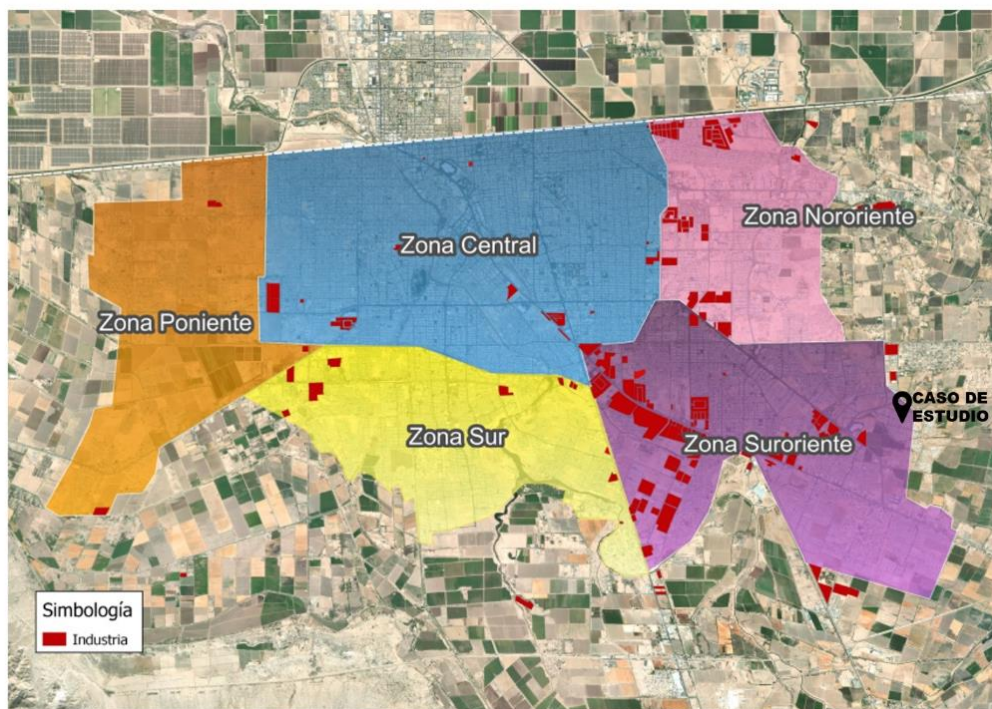 Zona Nororiente
Zona Central
Zona Poniente
CASO DE
ESTUDIO
Zona Sur
Zona Suroriente
Simbología
Industria